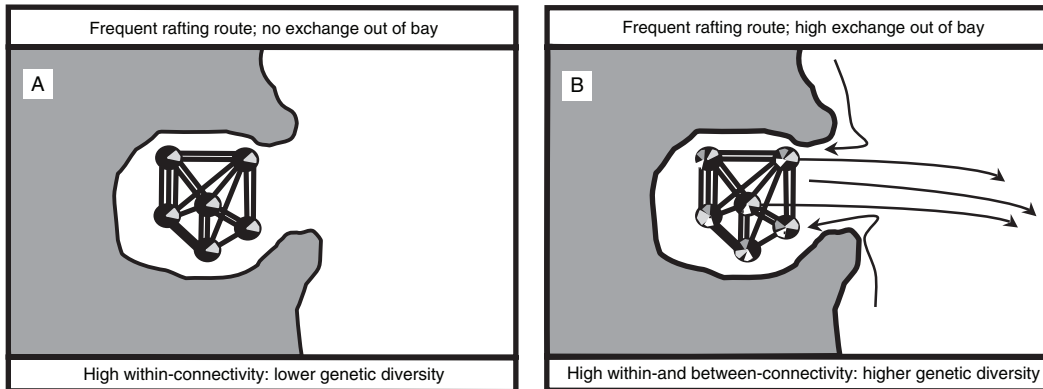 Frequent rafting route; no exchange out of bay
A
High within-connectivity: lower genetic diversity
Frequent rafting route; high exchange out of bay
B
High within-and between-connectivity: higher genetic diversity